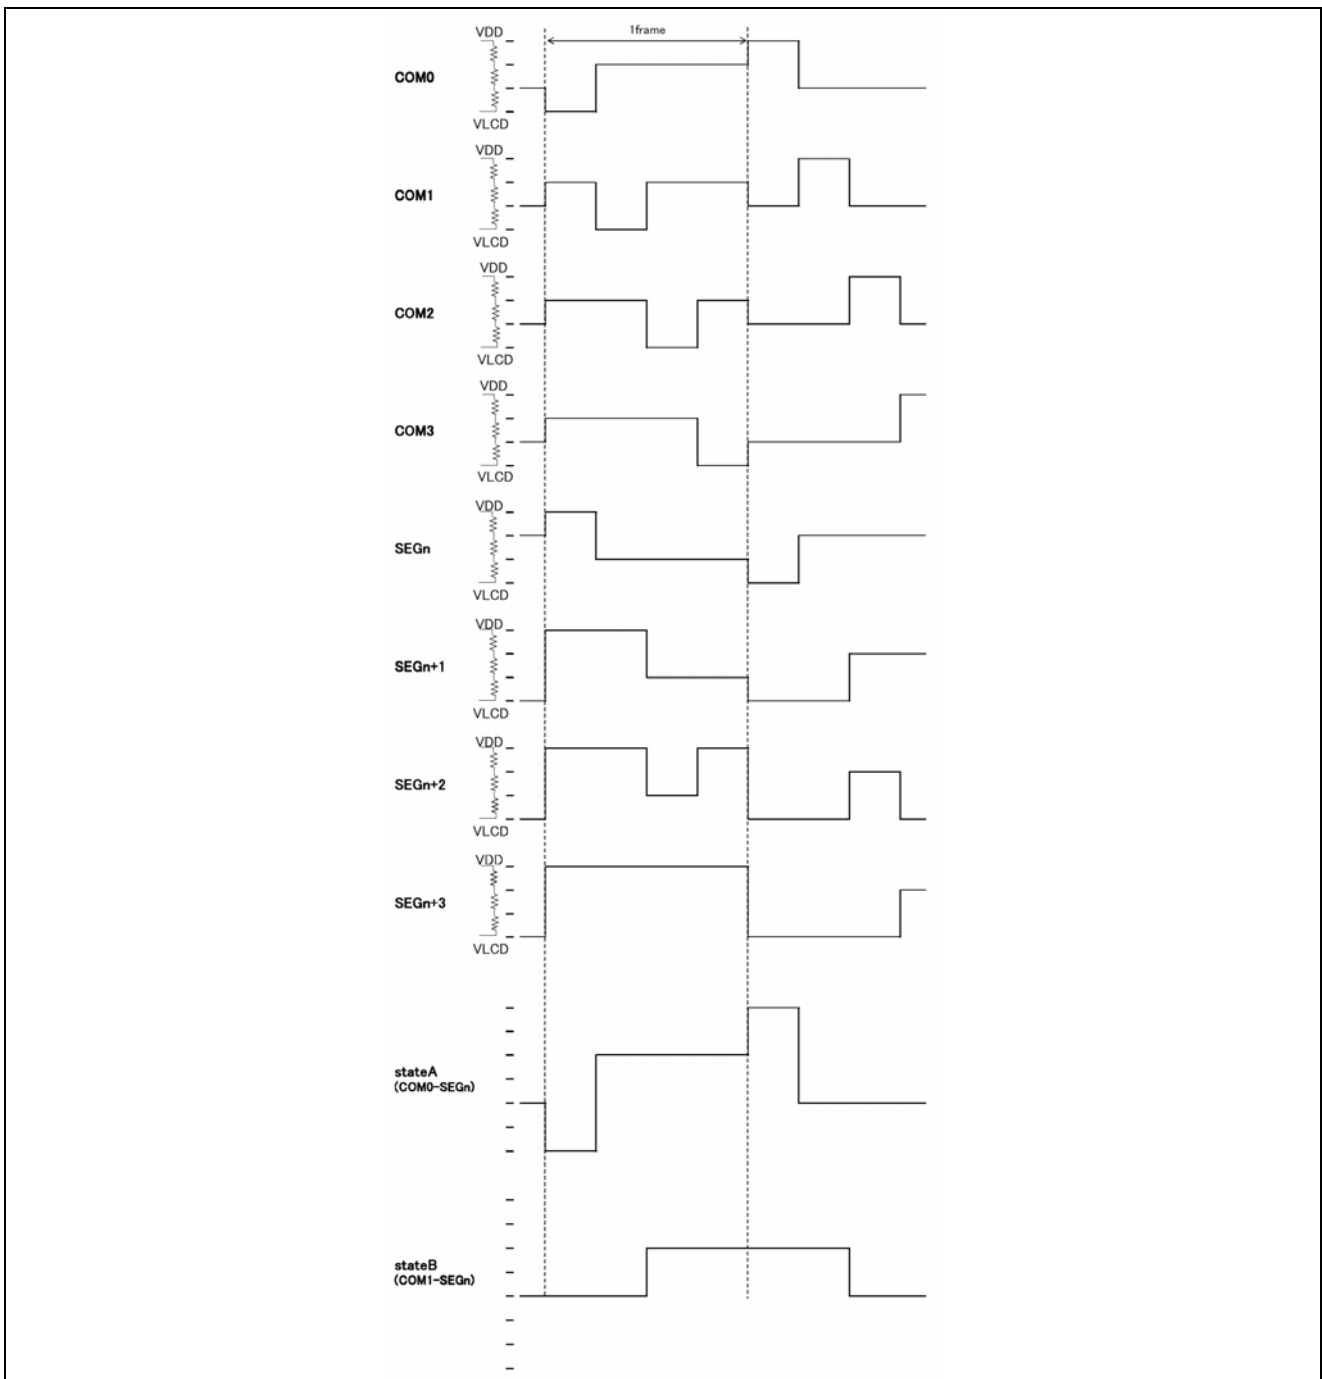 VDD
1frame
COM0
VLCD
VDD
COM1
VLCD
VDD
COM2
VLCD
VDD
COM3
VLCD
VDD
SEGn
VLCD
VDD
SEGn+1
VLCD
VDD
SEGn+2
VLCD
VDD
SEGn+3
VLCD
stateA
(COM0-SEGn)
stateB
(COM1-SEGn)